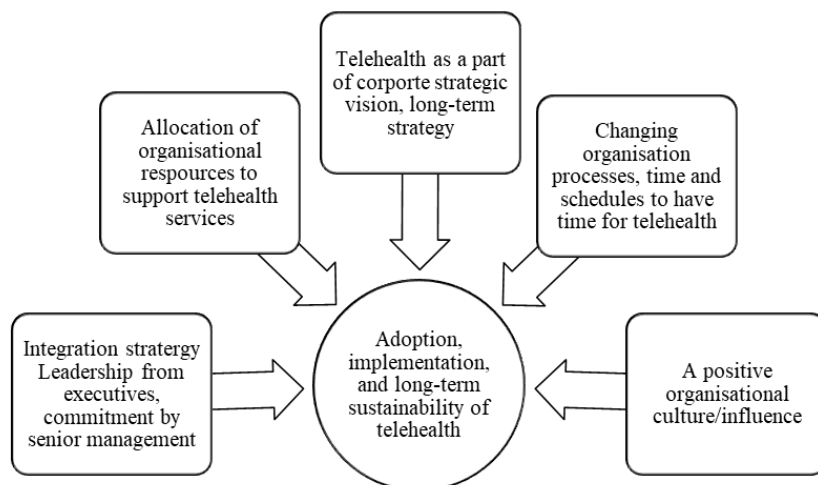 Telehealth as a part
of corporte strategic
vision, long-term
strategy
Allocation of
organisational
respources to
support telehealth
services
Changing
organisation
processes, time and
schedules to have
time for telehealth
Integration stratergy
Leadership from
executives,
commitment by
senior management
Adoption,
implementation,
and long-term
sustainability of
telehealth
A positive
organisational
culture/influence